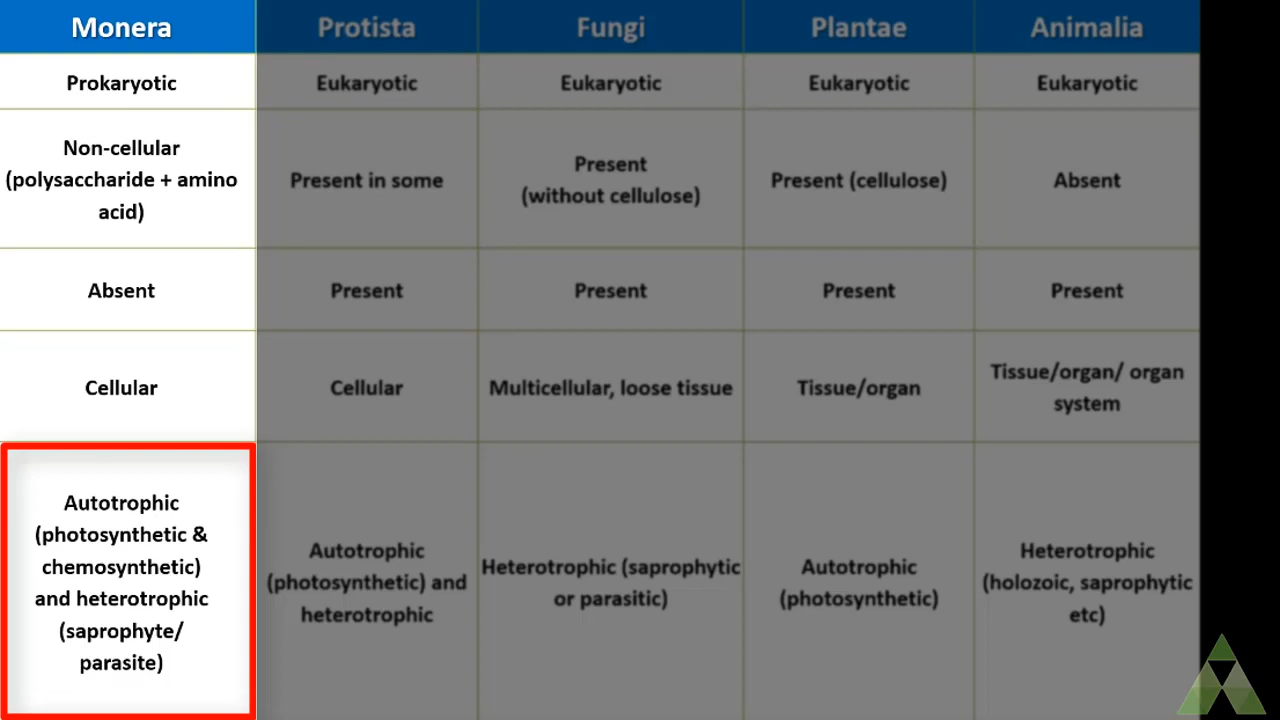 Monera Protista Fungi Plantae Animalia
Prokaryotic Eukaryotic Eukaryotic Eukaryotic Eukaryotic
Non-cellular
(polysaccharide + amino
acid)
Present in some
Present
(without cellulose)
Present (cellulose)
Absent
Absent Present Present Present Present
Cellular
Cellular
Multicellular, loose tissue
Tissue/organ
Tissue/organ/ organ
system
Autotrophic
(photosynthetic &
chemosynthetic)
and heterotrophic
(saprophyte/
parasite)
Autotrophic
(photosynthetic) and
heterotrophic
Heterotrophic (saprophytic
or parasitic)
Autotrophic
(photosynthetic)
Heterotrophic
(holozoic, saprophytic
etc)